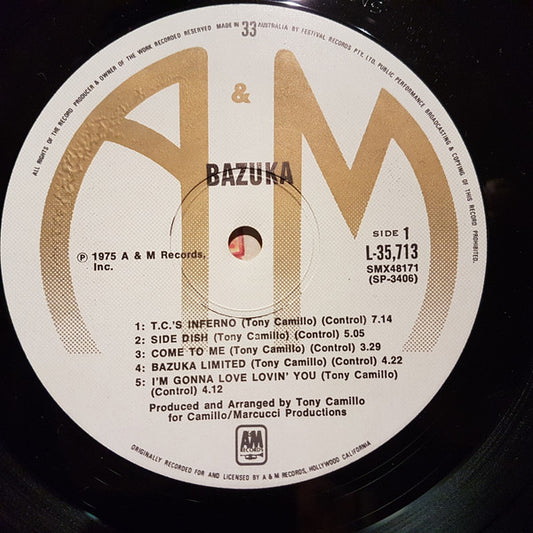 ALL RIGHTS OF THE RECORD PRODUCER & OWNER OF THE WORK RECORDED RESERVED MADE IN 33 AUSTRALIA BY FESTIVAL RECORDS PTY. LTD. PUBLIC PERFORMANCE BROADCASTING & COPYING OF THIS RECORD PROHIBITED.
A & M
BAZUKA
℗ 1975 A & M Records, Inc.
SIDE 1
L-35,713
SMX48171
(SP-3406)
1: T.C.'S INFERNO (Tony Camillo) (Control) 7.14
2: SIDE DISH (Tony Camillo) (Control) 5.05
3: COME TO ME (Tony Camillo) (Control) 3.29
4: BAZUKA LIMITED (Tony Camillo) (Control) 4.22
5: I'M GONNA LOVE LOVIN' YOU (Tony Camillo)
(Control) 4.12
Produced and Arranged by Tony Camillo
for Camillo/Marcucci Productions
AM
RECORDS
ORIGINALLY RECORDED FOR AND LICENSED BY A & M RECORDS, HOLLYWOOD CALIFORNIA